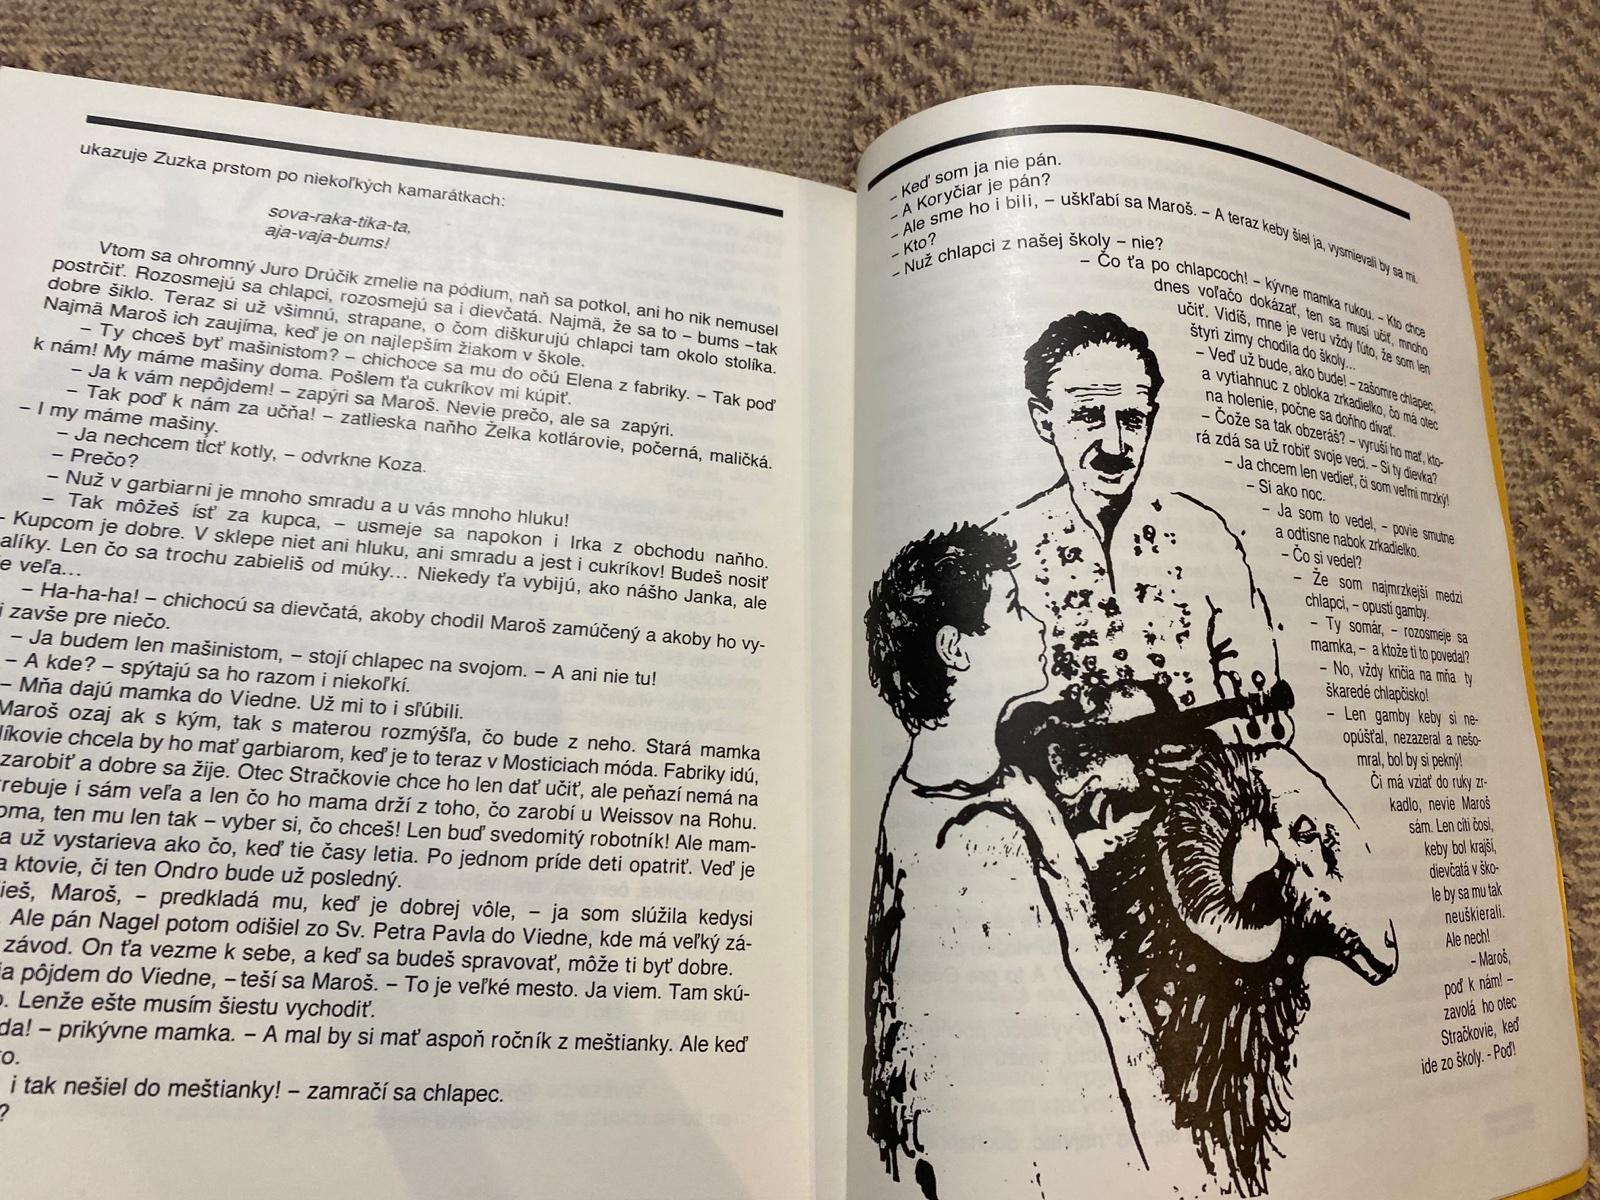 ukazuje Zuzka prstom po niekoľkých kamarátkach:
sova-raka-tika-ta,
aja-vaja-bums!
Vtom sa ohromný Juro Drúčik zmelie na pódium, naň sa potkol, ani ho nik nemusel
postrčiť. Rozosmejú sa chlapci, rozosmejú sa i dievčatá. Najmä, že sa to – bums –tak
dobre šiklo. Teraz si už všimnú, strapane, o čom diškurujú chlapci tam okolo stolíka.
Najmä Maroš ich zaujíma, keď je on najlepším žiakom v škole.
– Ty chceš byť mašinistom? – chichoce sa mu do očú Elena z fabriky. – Tak poď
k nám! My máme mašiny doma. Pošlem ťa cukríkov mi kúpiť.
– Ja k vám nepôjdem! – zapýri sa Maroš. Nevie prečo, ale sa zapýri.
– Tak poď k nám za učňa! – zatlieska naňho Želka kotlárovie, počerná, maličká.
– I my máme mašiny.
– Ja nechcem tĺcť kotly, – odvrkne Koza.
– Prečo?
– Nuž v garbiarni je mnoho smradu a u vás mnoho hluku!
– Tak môžeš ísť za kupca, – usmeje sa napokon i Irka z obchodu naňho.
– Kupcom je dobre. V sklepe niet ani hluku, ani smradu a jest i cukríkov! Budeš nosiť
alíky. Len čo sa trochu zabieliš od múky... Niekedy ťa vybijú, ako nášho Janka, ale
e veľa...
– Ha-ha-ha! – chichocú sa dievčatá, akoby chodil Maroš zamúčený a akoby ho vy-
i zavše pre niečo.
– Ja budem len mašinistom, – stojí chlapec na svojom. – A ani nie tu!
– A kde? – spýtajú sa ho razom i niekoľkí.
– Mňa dajú mamka do Viedne. Už mi to i sľúbili.
Maroš ozaj ak s kým, tak s materou rozmýšľa, čo bude z neho. Stará mamka
líkovie chcela by ho mať garbiarom, keď je to teraz v Mosticiach móda. Fabriky idú,
zarobiť a dobre sa žije. Otec Stračkovie chce ho len dať učiť, ale peňazí nemá na
rebuje i sám veľa a len čo ho mama drží z toho, čo zarobí u Weissov na Rohu.
oma, ten mu len tak – vyber si, čo chceš! Len buď svedomitý robotník! Ale mam-
a už vystarieva ako čo, keď tie časy letia. Po jednom príde deti opatriť. Veď je
a ktovie, či ten Ondro bude už posledný.
ieš, Maroš, – predkladá mu, keď je dobrej vôle, – ja som slúžila kedysi
. Ale pán Nagel potom odišiel zo Sv. Petra Pavla do Viedne, kde má veľký zá-
závod. On ťa vezme k sebe, a keď sa budeš spravovať, môže ti byť dobre.
ja pôjdem do Viedne, – teší sa Maroš. – To je veľké mesto. Ja viem. Tam skú-
o. Lenže ešte musím šiestu vychodiť.
da! – prikývne mamka. – A mal by si mať aspoň ročník z meštianky. Ale keď
o.
i tak nešiel do meštianky! – zamračí sa chlapec.
?
– Keď som ja nie pán.
– A Koryčiar je pán?
– Ale sme ho i bili, – uškľabí sa Maroš. – A teraz keby šiel ja, vysmievali by sa mi.
– Kto?
– Nuž chlapci z našej školy – nie?
– Čo ťa po chlapcoch! – kývne mamka rukou. – Kto chce
dnes voľačo dokázať, ten sa musí učiť, mnoho
učiť. Vidíš, mne je veru vždy ľúto, že som len
štyri zimy chodila do školy...
– Veď už bude, ako bude! – zašomre chlapec,
a vytiahnuc z obloka zrkadielko, čo má otec
na holenie, počne sa doňho dívať.
– Čože sa tak obzeráš? – vyruší ho mať, kto-
rá zdá sa už robiť svoje veci. – Si ty dievka?
– Ja chcem len vedieť, či som veľmi mrzký!
– Si ako noc.
– Ja som to vedel, – povie smutne
a odtisne nabok zrkadielko.
– Čo si vedel?
– Že som najmrzkejší medzi
chlapci, – opustí gamby.
– Ty somár, – rozosmeje sa
mamka, – a ktože ti to povedal?
– No, vždy kričia na mňa ty
škaredé chlapčisko!
– Len gamby keby si ne-
opúšťal, nezazeral a nešo-
mral, bol by si pekný!
Či má vziať do ruky zr-
kadlo, nevie Maroš
sám. Len cíti čosi,
keby bol krajší,
dievčatá v ško-
le by sa mu tak
neuškierali.
Ale nech!
– Maroš,
poď k nám! –
zavolá ho otec
Stračkovie, keď
ide zo školy. - Poď!